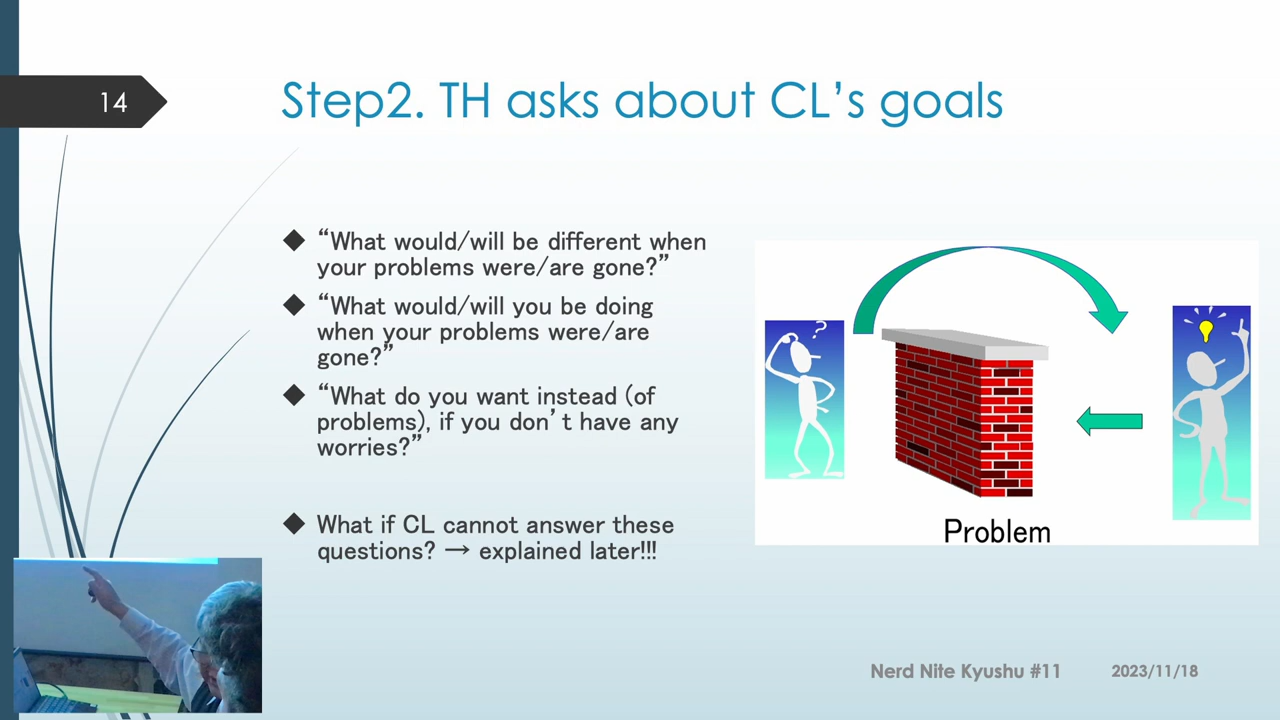 14
Step2. TH asks about CL’s goals
◆ “What would/will be different when
your problems were/are gone?”
◆ “What would/will you be doing
when your problems were/are
gone?”
◆ “What do you want instead (of
problems), if you don’t have any
worries?”
◆ What if CL cannot answer these
questions? → explained later!!!
?
Problem
Nerd Nite Kyushu #11 2023/11/18